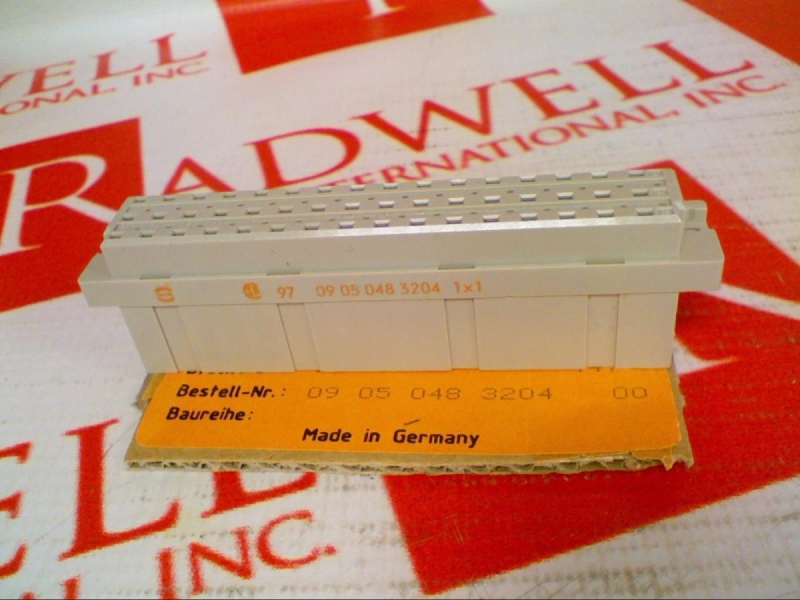 WELL
ONAL INC.
RADWELL
INTERNATIONAL, INC.
97 09 05 048 3204 1x1
Bestell-Nr.: 09 05 048 3204 00
Baureihe:
Made in Germany
ELL
INC.